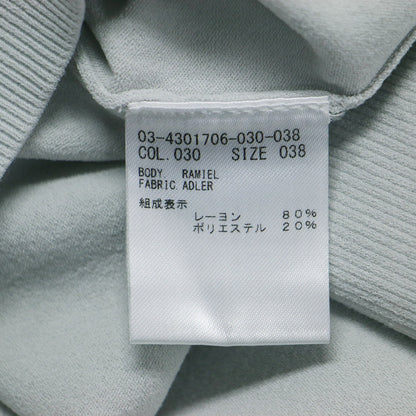 03-4301706-030-038
COL.030 SIZE 038
BODY. RAMIEL
FABRIC.ADLER
組成表示
レーヨン 80%
ポリエステル 20%